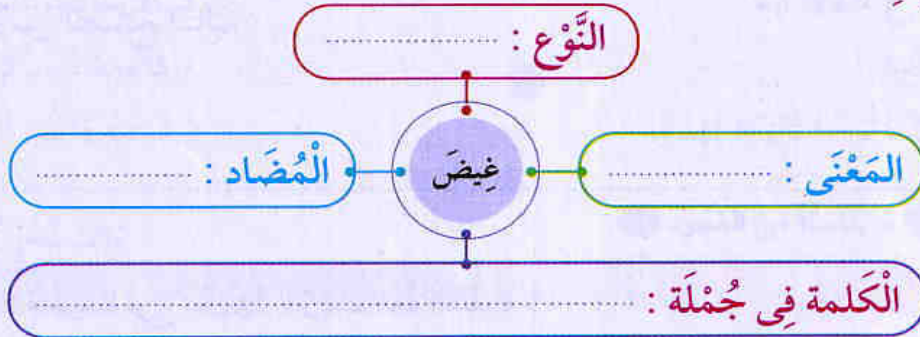 النَّوْع : ....................
المَعْنَى : ....................
غِيضَ
الْمُضَاد : ....................
الْكَلمة فِى جُمْلَة : ........................................................................